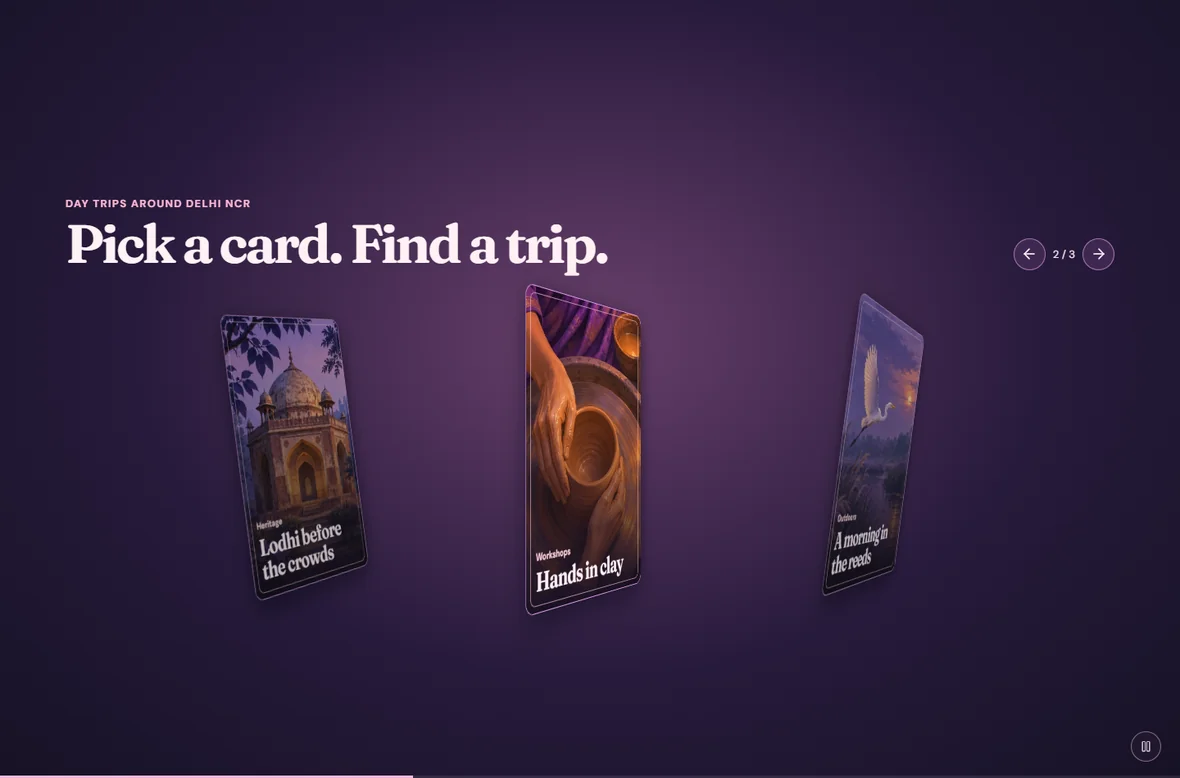 DAY TRIPS AROUND DELHI NCR
Pick a card. Find a trip.
2 / 3
Heritage
Lodhi before
the crowds
Workshops
Hands in clay
Outdoors
A morning in
the reeds